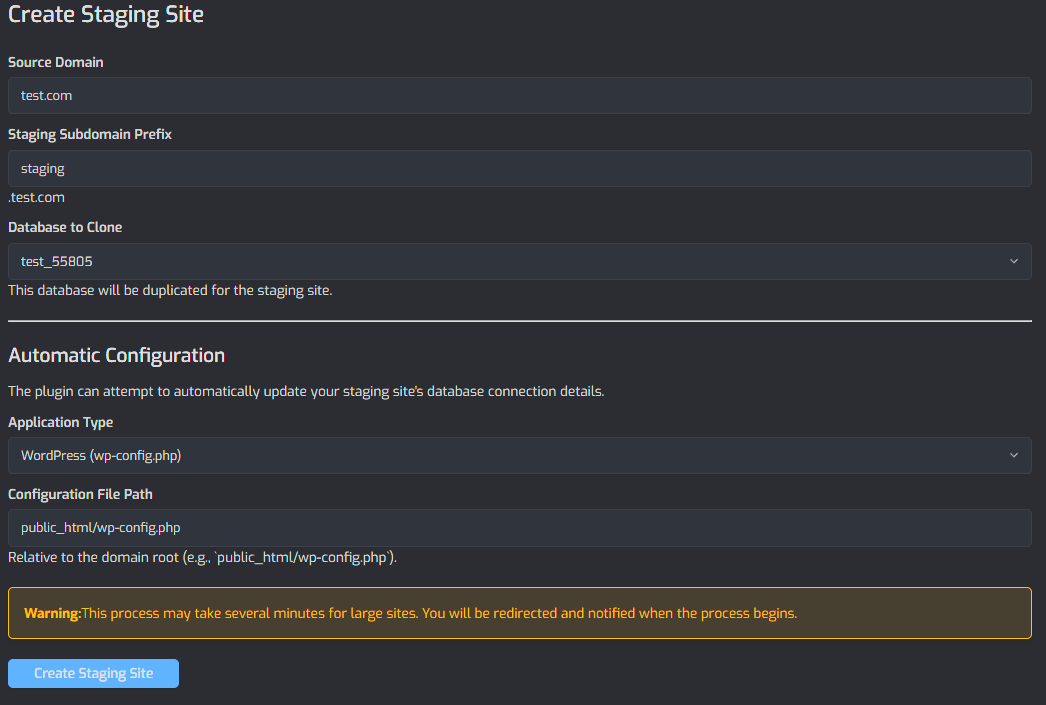 Create Staging Site
Source Domain
test.com
Staging Subdomain Prefix
staging
.test.com
Database to Clone
test_55805
This database will be duplicated for the staging site.
Automatic Configuration
The plugin can attempt to automatically update your staging site's database connection details.
Application Type
WordPress (wp-config.php)
Configuration File Path
public_html/wp-config.php
Relative to the domain root (e.g., `public_html/wp-config.php`).
Warning:This process may take several minutes for large sites. You will be redirected and notified when the process begins.
Create Staging Site